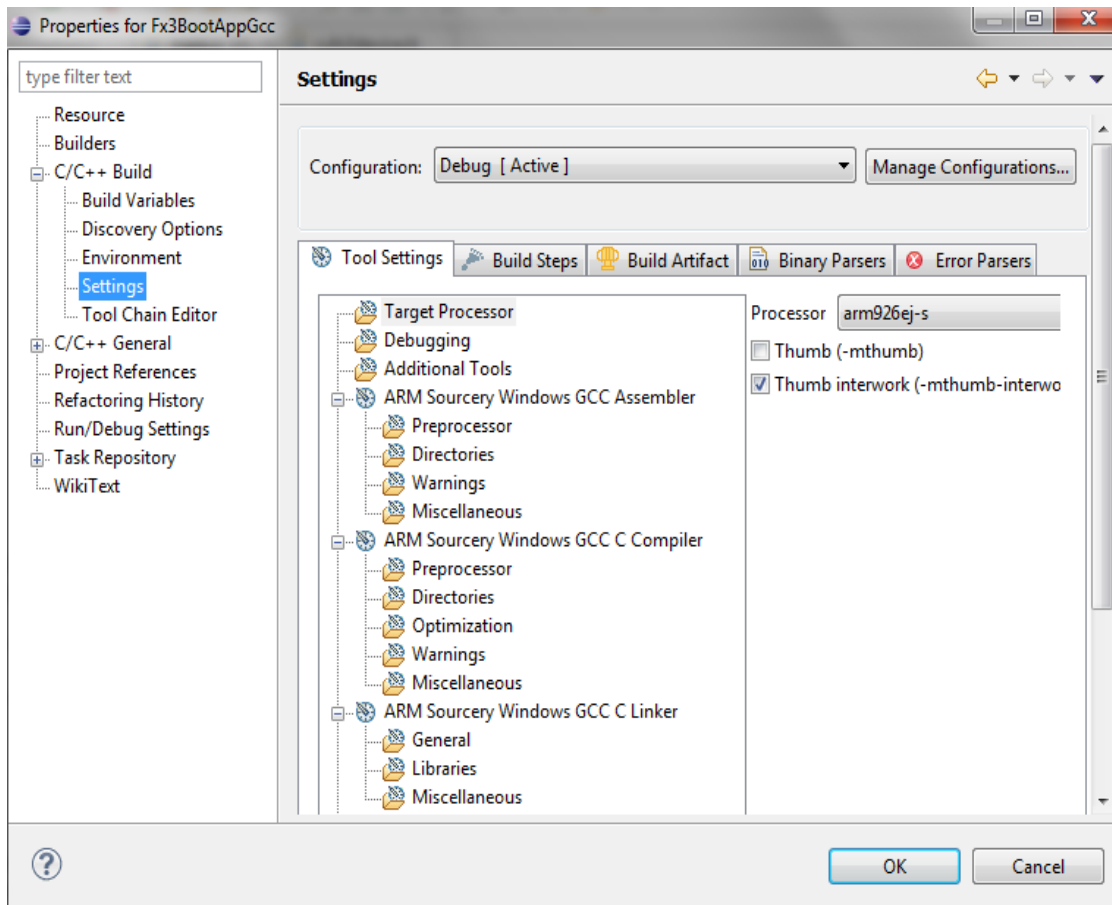 Properties for Fx3BootAppGcc
type filter text
Resource
Builders
C/C++ Build
Build Variables
Discovery Options
Environment
Settings
Tool Chain Editor
C/C++ General
Project References
Refactoring History
Run/Debug Settings
Task Repository
WikiText
Settings
Configuration: Debug [ Active ] Manage Configurations...
Tool Settings Build Steps Build Artifact 010 Binary Parsers Error Parsers
Target Processor
Debugging
Additional Tools
ARM Sourcery Windows GCC Assembler
Preprocessor
Directories
Warnings
Miscellaneous
ARM Sourcery Windows GCC C Compiler
Preprocessor
Directories
Optimization
Warnings
Miscellaneous
ARM Sourcery Windows GCC C Linker
General
Libraries
Miscellaneous
Processor arm926ej-s
Thumb (-mthumb)
Thumb interwork (-mthumb-interwo
OK Cancel